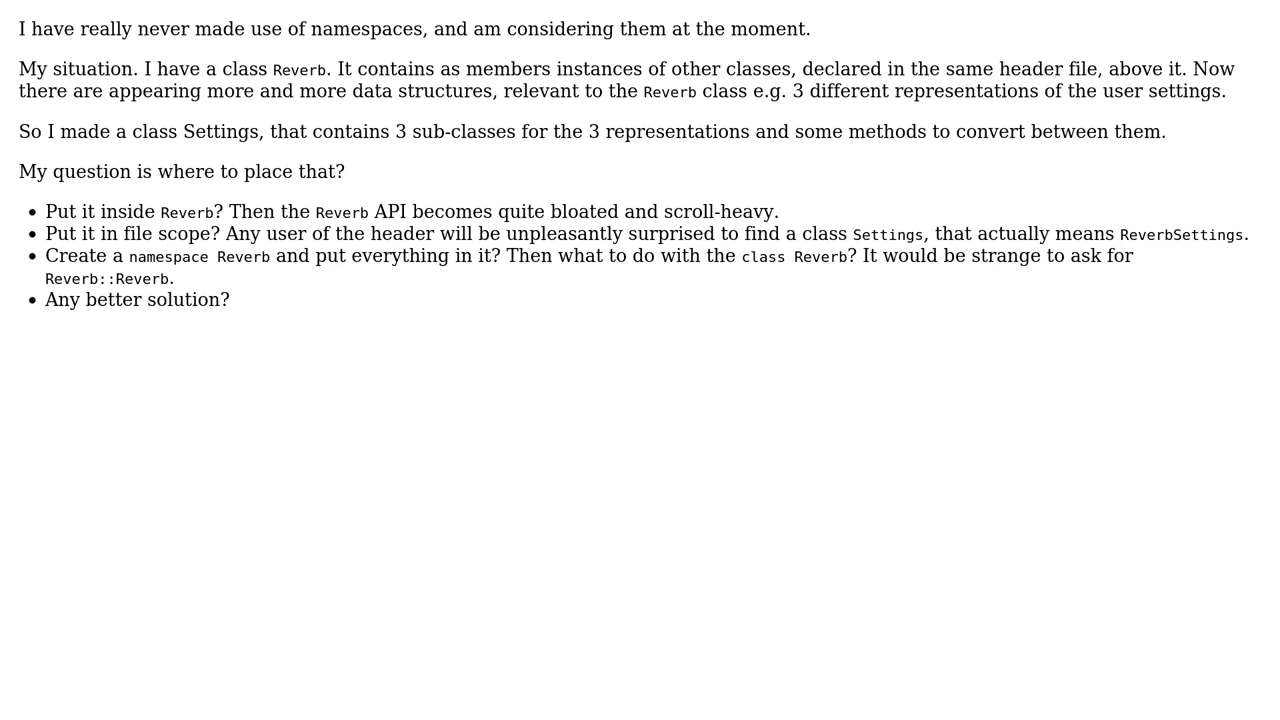 I have really never made use of namespaces, and am considering them at the moment.
My situation. I have a class Reverb. It contains as members instances of other classes, declared in the same header file, above it. Now
there are appearing more and more data structures, relevant to the Reverb class e.g. 3 different representations of the user settings.
So I made a class Settings, that contains 3 sub-classes for the 3 representations and some methods to convert between them.
My question is where to place that?
• Put it inside Reverb? Then the Reverb API becomes quite bloated and scroll-heavy.
• Put it in file scope? Any user of the header will be unpleasantly surprised to find a class Settings, that actually means ReverbSettings.
• Create a namespace Reverb and put everything in it? Then what to do with the class Reverb? It would be strange to ask for
Reverb::Reverb.
• Any better solution?